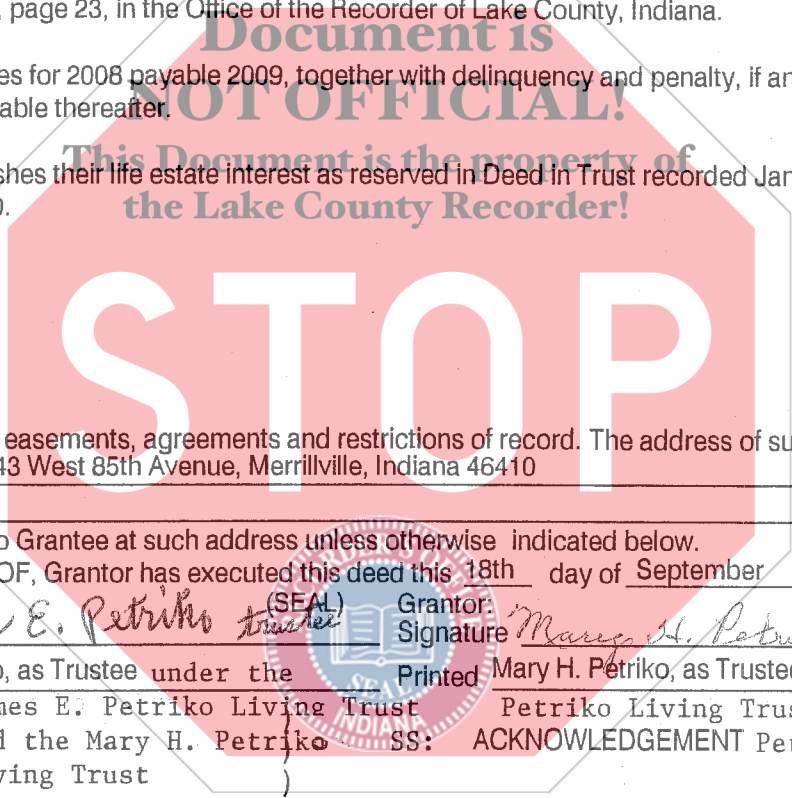 , page 23, in the Office of the Recorder of Lake County, Indiana.
Document is
es for 2008 payable 2009, together with delinquency and penalty, if an
NOT OFFICIAL!
able thereafter.
This Document is the property of
shes their life estate interest as reserved in Deed in Trust recorded Jan
the Lake County Recorder!
).
STOP
easements, agreements and restrictions of record. The address of su
43 West 85th Avenue, Merrillville, Indiana 46410
o Grantee at such address unless otherwise indicated below.
OF, Grantor has executed this deed this 18th day of September
(SEAL) Grantor:
E. Petriko trustee Signature Mary H. Petr
o, as Trustee under the Printed Mary H. Petriko, as Trustee
mes E. Petriko Living Trust Petriko Living Trus
d the Mary H. Petriko ) SS: ACKNOWLEDGEMENT Pet
ving Trust )
SEAL
INDIANA